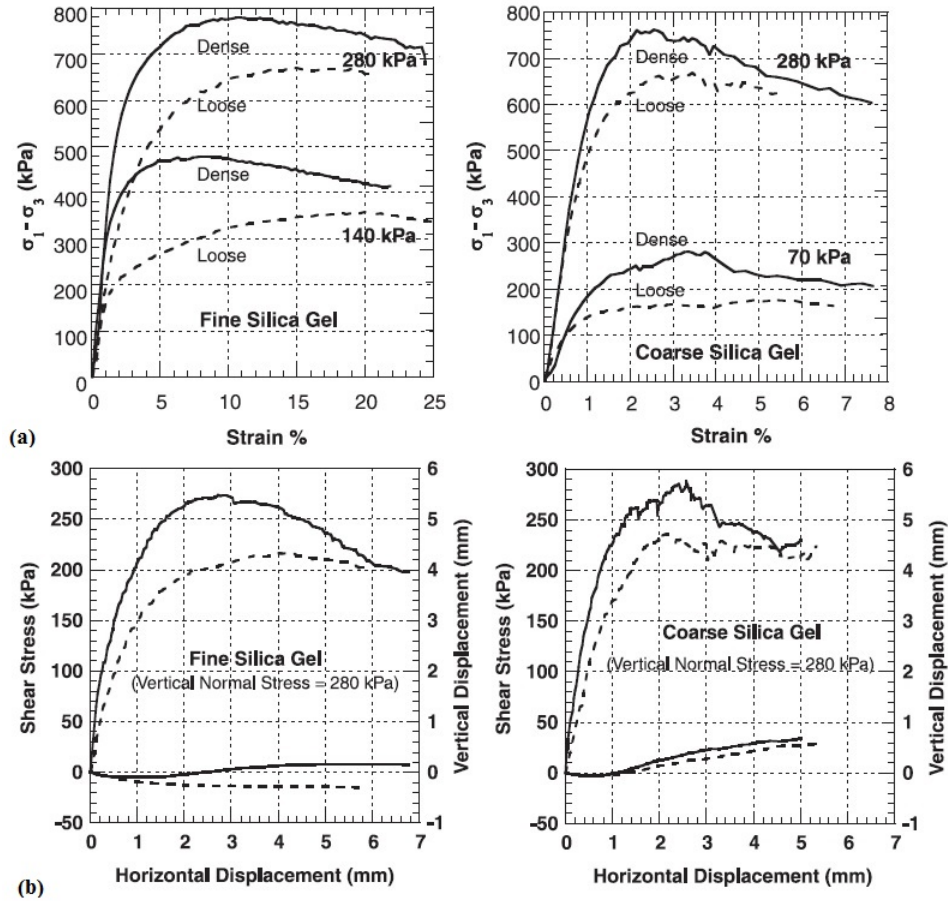 800
700
600
500
400
300
200
100
0
σ1 - σ3 (kPa)
Dense
280 kPa
Loose
Dense
140 kPa
Loose
Fine Silica Gel
0 5 10 15 20 25
Strain %
(a)
800
700
600
500
400
300
200
100
0
σ1 - σ3 (kPa)
Dense
280 kPa
Loose
Dense
70 kPa
Loose
Coarse Silica Gel
0 1 2 3 4 5 6 7 8
Strain %
300
250
200
150
100
50
0
-50
Shear Stress (kPa)
Fine Silica Gel
(Vertical Normal Stress = 280 kPa)
6
5
4
3
2
1
0
-1
Vertical Displacement (mm)
0 1 2 3 4 5 6 7
Horizontal Displacement (mm)
(b)
300
250
200
150
100
50
0
-50
Shear Stress (kPa)
Coarse Silica Gel
(Vertical Normal Stress = 280 kPa)
6
5
4
3
2
1
0
-1
Vertical Displacement (mm)
0 1 2 3 4 5 6 7
Horizontal Displacement (mm)